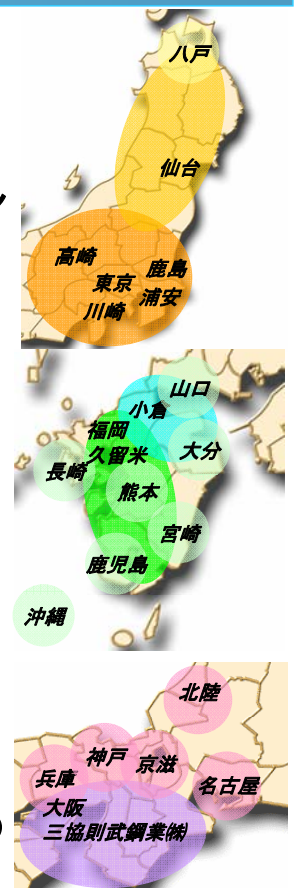 八戸
仙台
高崎
東京
鹿島
川崎
浦安
山口
小倉
福岡
大分
久留米
長崎
熊本
宮崎
鹿児島
沖縄
北陸
神戸
京滋
兵庫
名古屋
大阪
三協則武鋼業㈱